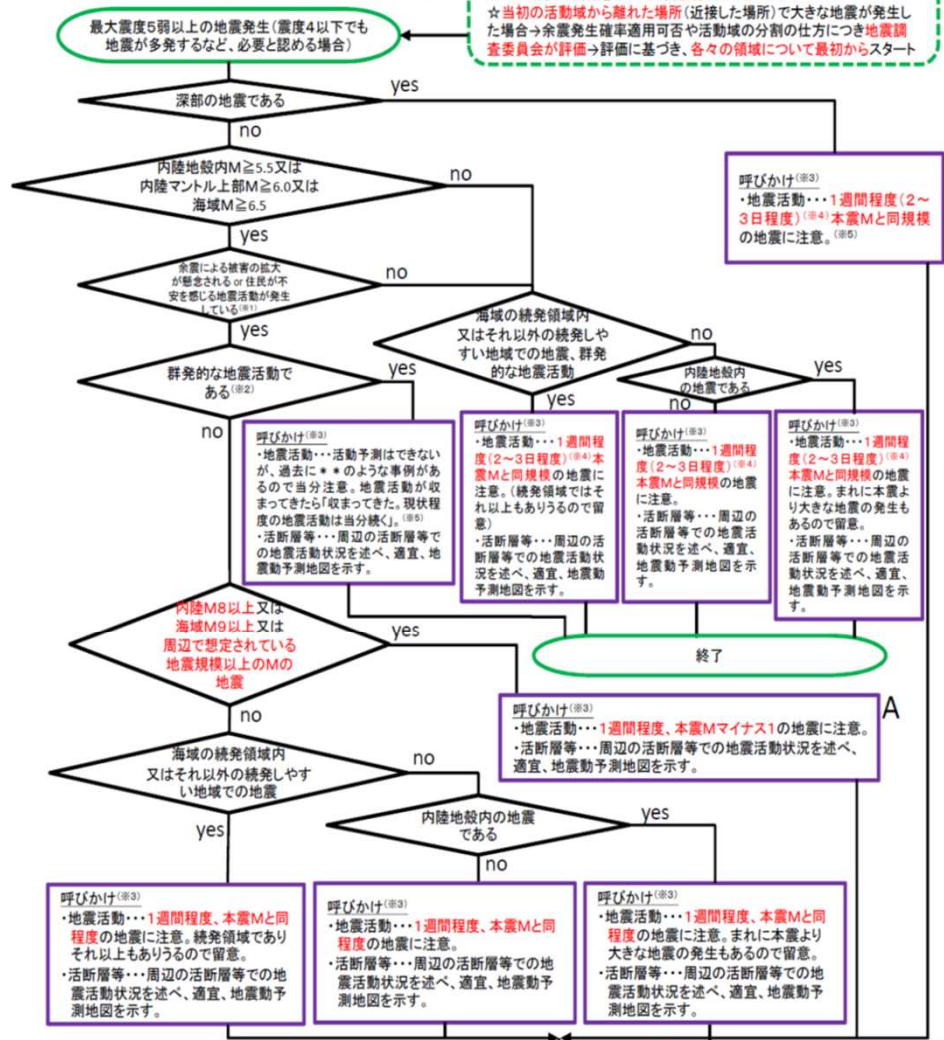 ☆当初の活動域から離れた場所(近接した場所)で大きな地震が発生し
た場合→余震発生確率適用可否や活動域の分割の仕方につき地震調
査委員会が評価→評価に基づき、各々の領域について最初からスタート
最大震度5弱以上の地震発生(震度4以下でも
地震が多発するなど、必要と認める場合)
深部の地震である
yes
no
内陸地殻内M≧5.5又は
内陸マントル上部M≧6.0又は
海域M≧6.5
no
yes
呼びかけ(※3)
・地震活動・・・1週間程度(2～
3日程度)(※4)本震Mと同規模
の地震に注意。(※5)
余震による被害の拡大
が懸念される or 住民が不
安を感じる地震活動が発生
している(※1)
no
yes
海域の続発領域内
又はそれ以外の続発しや
すい地域での地震、群発
的な地震活動
no
yes
内陸地殻内
の地震である
yes
no
群発的な地震活動で
ある(※2)
yes
no
呼びかけ(※3)
・地震活動・・・活動予測はできない
が、過去に＊＊のような事例があ
るので当分注意。地震活動が収
まってきたら「収まってきた。現状
程度の地震活動は当分続く」。(※5)
・活断層等・・・周辺の活断層等で
の地震活動状況を述べ、適宜、地
震動予測地図を示す。
呼びかけ(※3)
・地震活動・・・1週間程
度(2～3日程度)(※4)本
震Mと同規模の地震に
注意。(続発領域ではそ
れ以上もありうるので留
意)
・活断層等・・・周辺の活
断層等での地震活動状
況を述べ、適宜、地震
動予測地図を示す。
呼びかけ(※3)
・地震活動・・・1週間程
度(2～3日程度)(※4)
本震Mと同規模の地震
に注意。
・活断層等・・・周辺の
活断層等での地震活
動状況を述べ、適宜、
地震動予測地図を示
す。
呼びかけ(※3)
・地震活動・・・1週間程
度(2～3日程度)(※4)
本震Mと同規模の地震
に注意。まれに本震よ
り大きな地震の発生も
あるので留意。
・活断層等・・・周辺の
活断層等での地震活
動状況を述べ、適宜、
地震動予測地図を示
す。
終了
内陸M8以上又は
海域M9以上又は
周辺で想定されている
地震規模以上のMの
地震
yes
no
A
呼びかけ(※3)
・地震活動・・・1週間程度、本震Mマイナス1の地震に注意。
・活断層等・・・周辺の活断層等での地震活動状況を述べ、
適宜、地震動予測地図を示す。
海域の続発領域内
又はそれ以外の続発しやす
い地域での地震
no
yes
内陸地殻内の地震
である
yes
no
呼びかけ(※3)
・地震活動・・・1週間程度、本震Mと同
程度の地震に注意。続発領域であり
それ以上もありうるので留意。
・活断層等・・・周辺の活断層等での地
震活動状況を述べ、適宜、地震動予
測地図を示す。
呼びかけ(※3)
・地震活動・・・1週間程度、本震Mと同
程度の地震に注意。
・活断層等・・・周辺の活断層等での地
震活動状況を述べ、適宜、地震動予
測地図を示す。
呼びかけ(※3)
・地震活動・・・1週間程度、本震Mと同
程度の地震に注意。まれに本震より
大きな地震の発生もあるので留意。
・活断層等・・・周辺の活断層等での地
震活動状況を述べ、適宜、地震動予
測地図を示す。